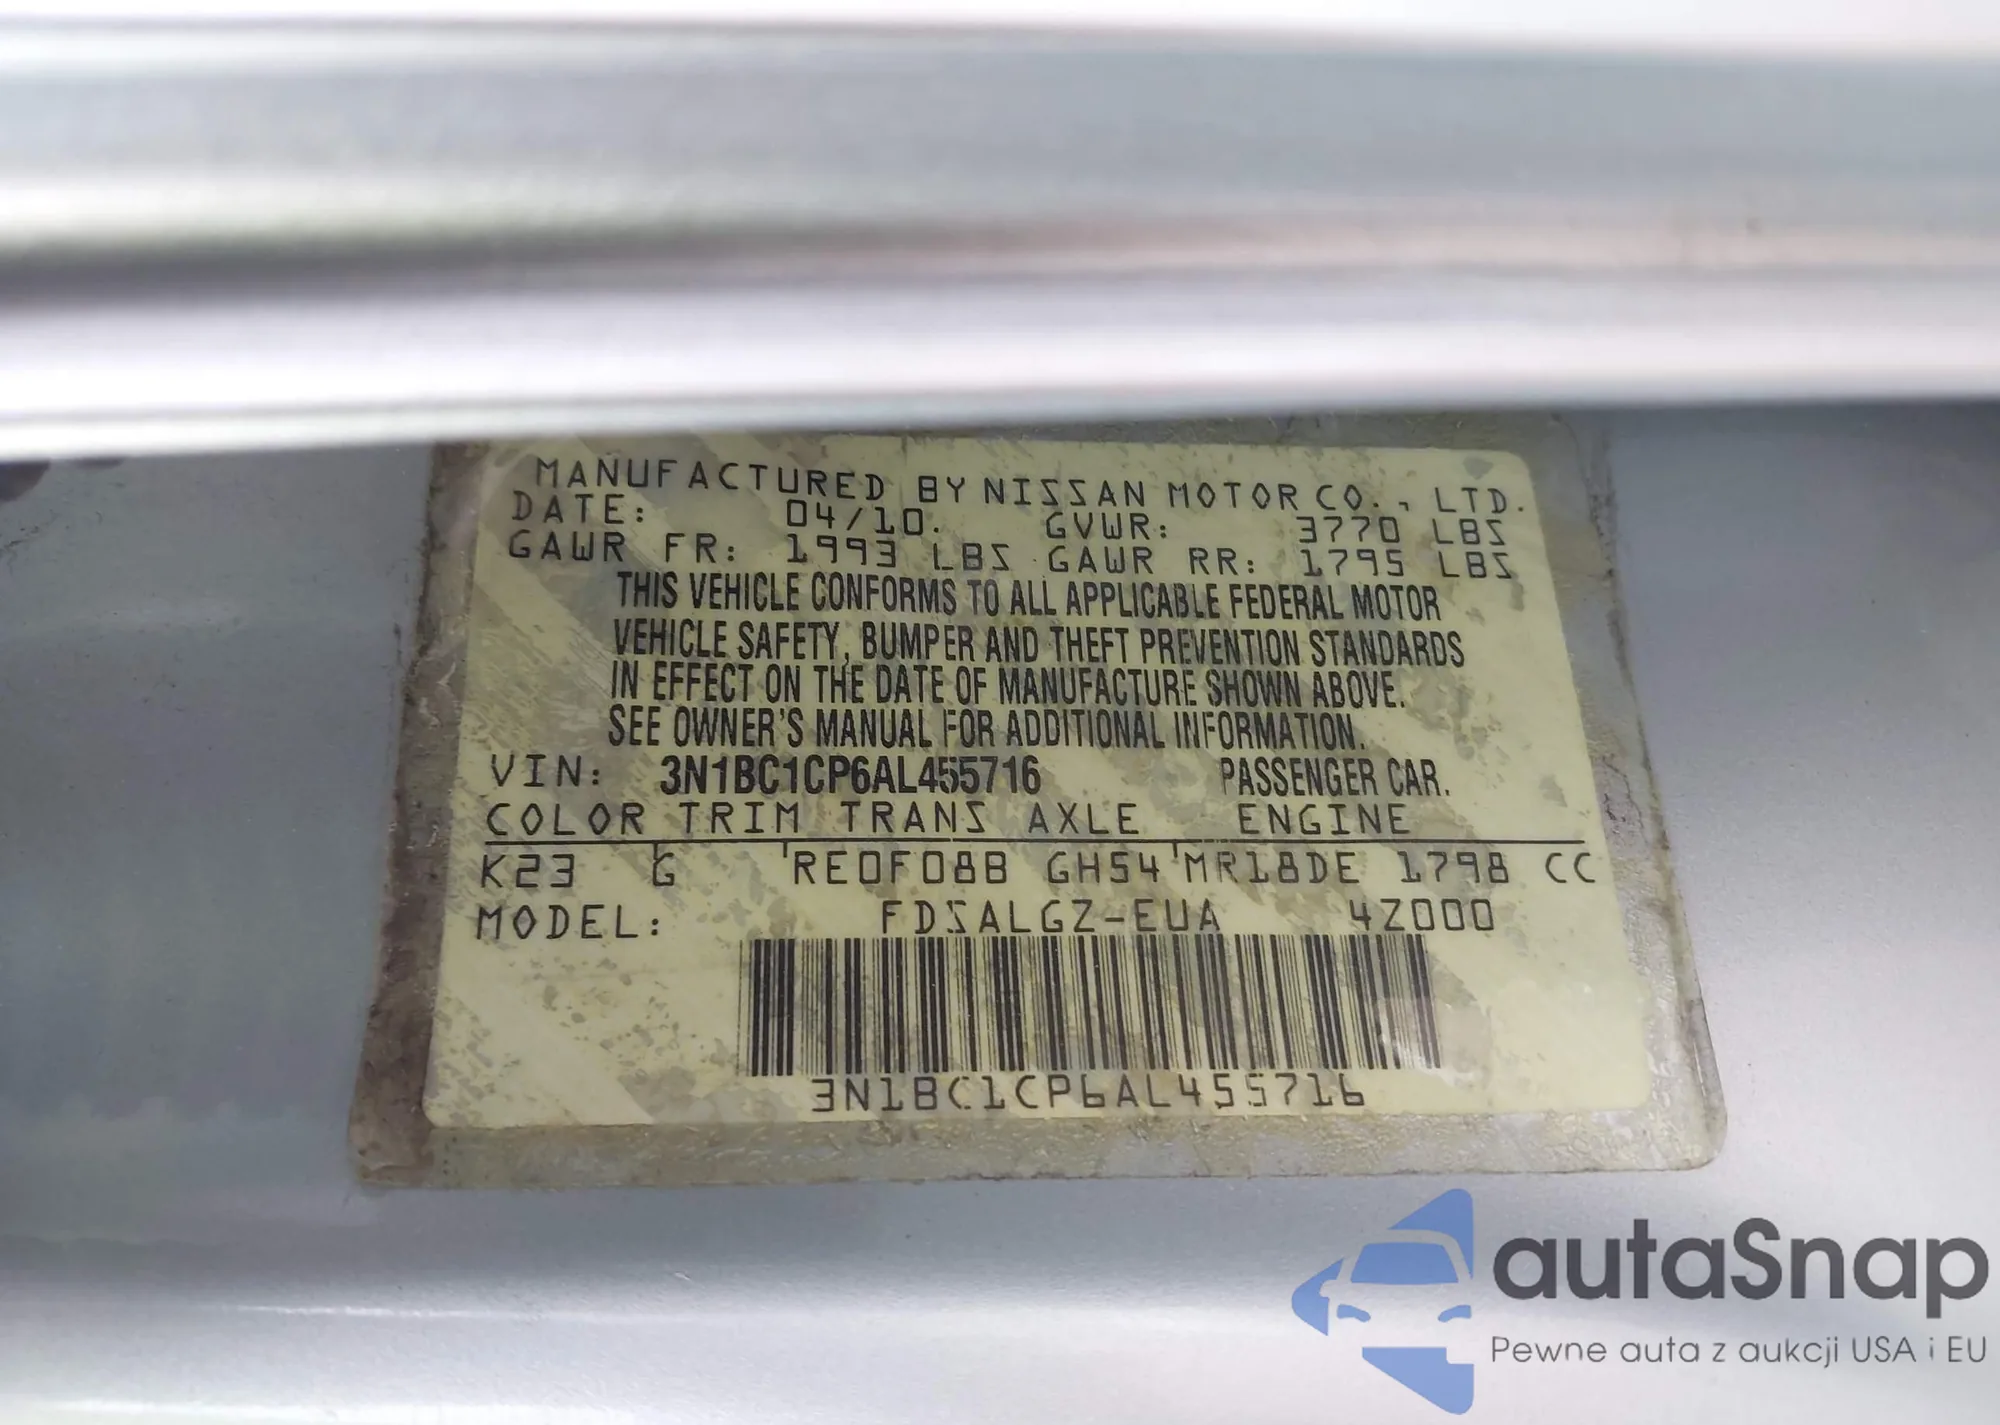 MANUFACTURED BY NISSAN MOTOR CO., LTD.
DATE: 04/10. GVWR: 3770 LBS
GAWR FR: 1993 LBS GAWR RR: 1795 LBS
THIS VEHICLE CONFORMS TO ALL APPLICABLE FEDERAL MOTOR
VEHICLE SAFETY, BUMPER AND THEFT PREVENTION STANDARDS
IN EFFECT ON THE DATE OF MANUFACTURE SHOWN ABOVE.
SEE OWNER'S MANUAL FOR ADDITIONAL INFORMATION.
VIN: 3N1BC1CP6AL455716 PASSENGER CAR.
COLOR TRIM TRANS AXLE ENGINE
K23 G RE0F08B GH54 MR18DE 1798 CC
MODEL: FDSALGZ-EUA 4Z000
3N1BC1CP6AL455716
autaSnap
Pewne auta z aukcji USA i EU